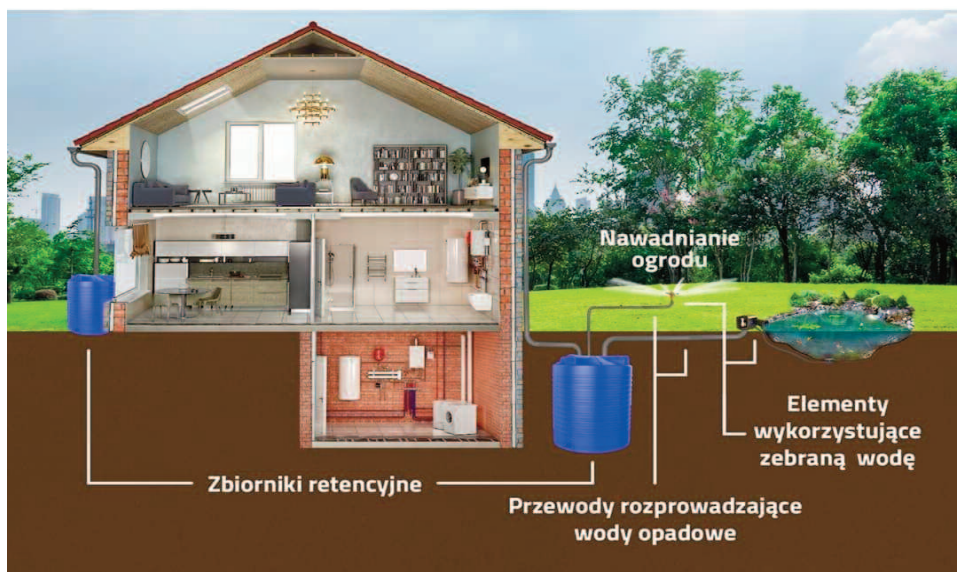 Nawadnianie
ogrodu
Elementy
wykorzystujące
zebraną wodę
Zbiorniki retencyjne
Przewody rozprowadzające
wody opadowe